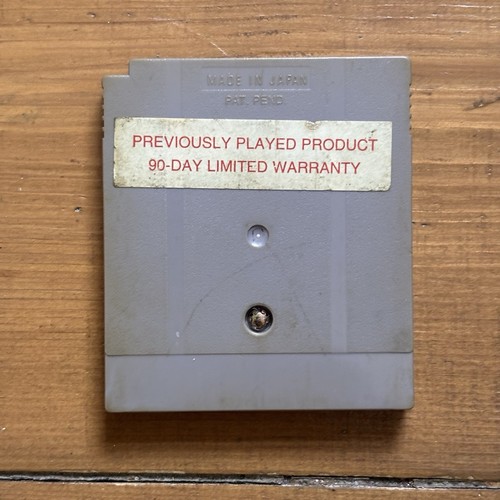 MADE IN JAPAN
PAT. PEND
PREVIOUSLY PLAYED PRODUCT
90-DAY LIMITED WARRANTY